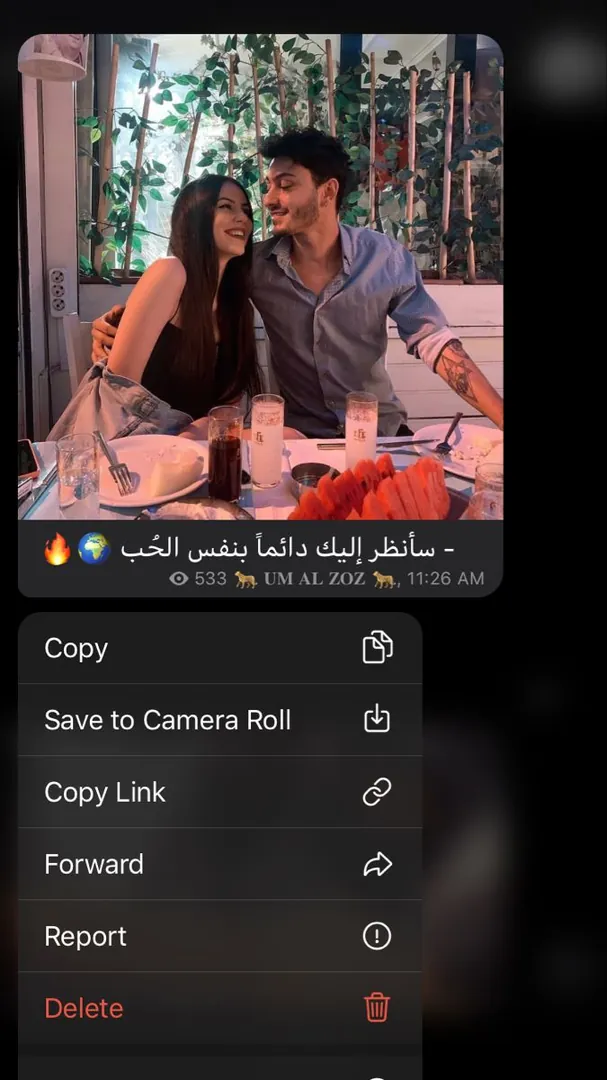 - سأنظر إليك دائماً بنفس الحُب 🌍🔥
533 🐆 UM AL ZOZ 🐆, 11:26 AM
Copy
Save to Camera Roll
Copy Link
Forward
Report
Delete